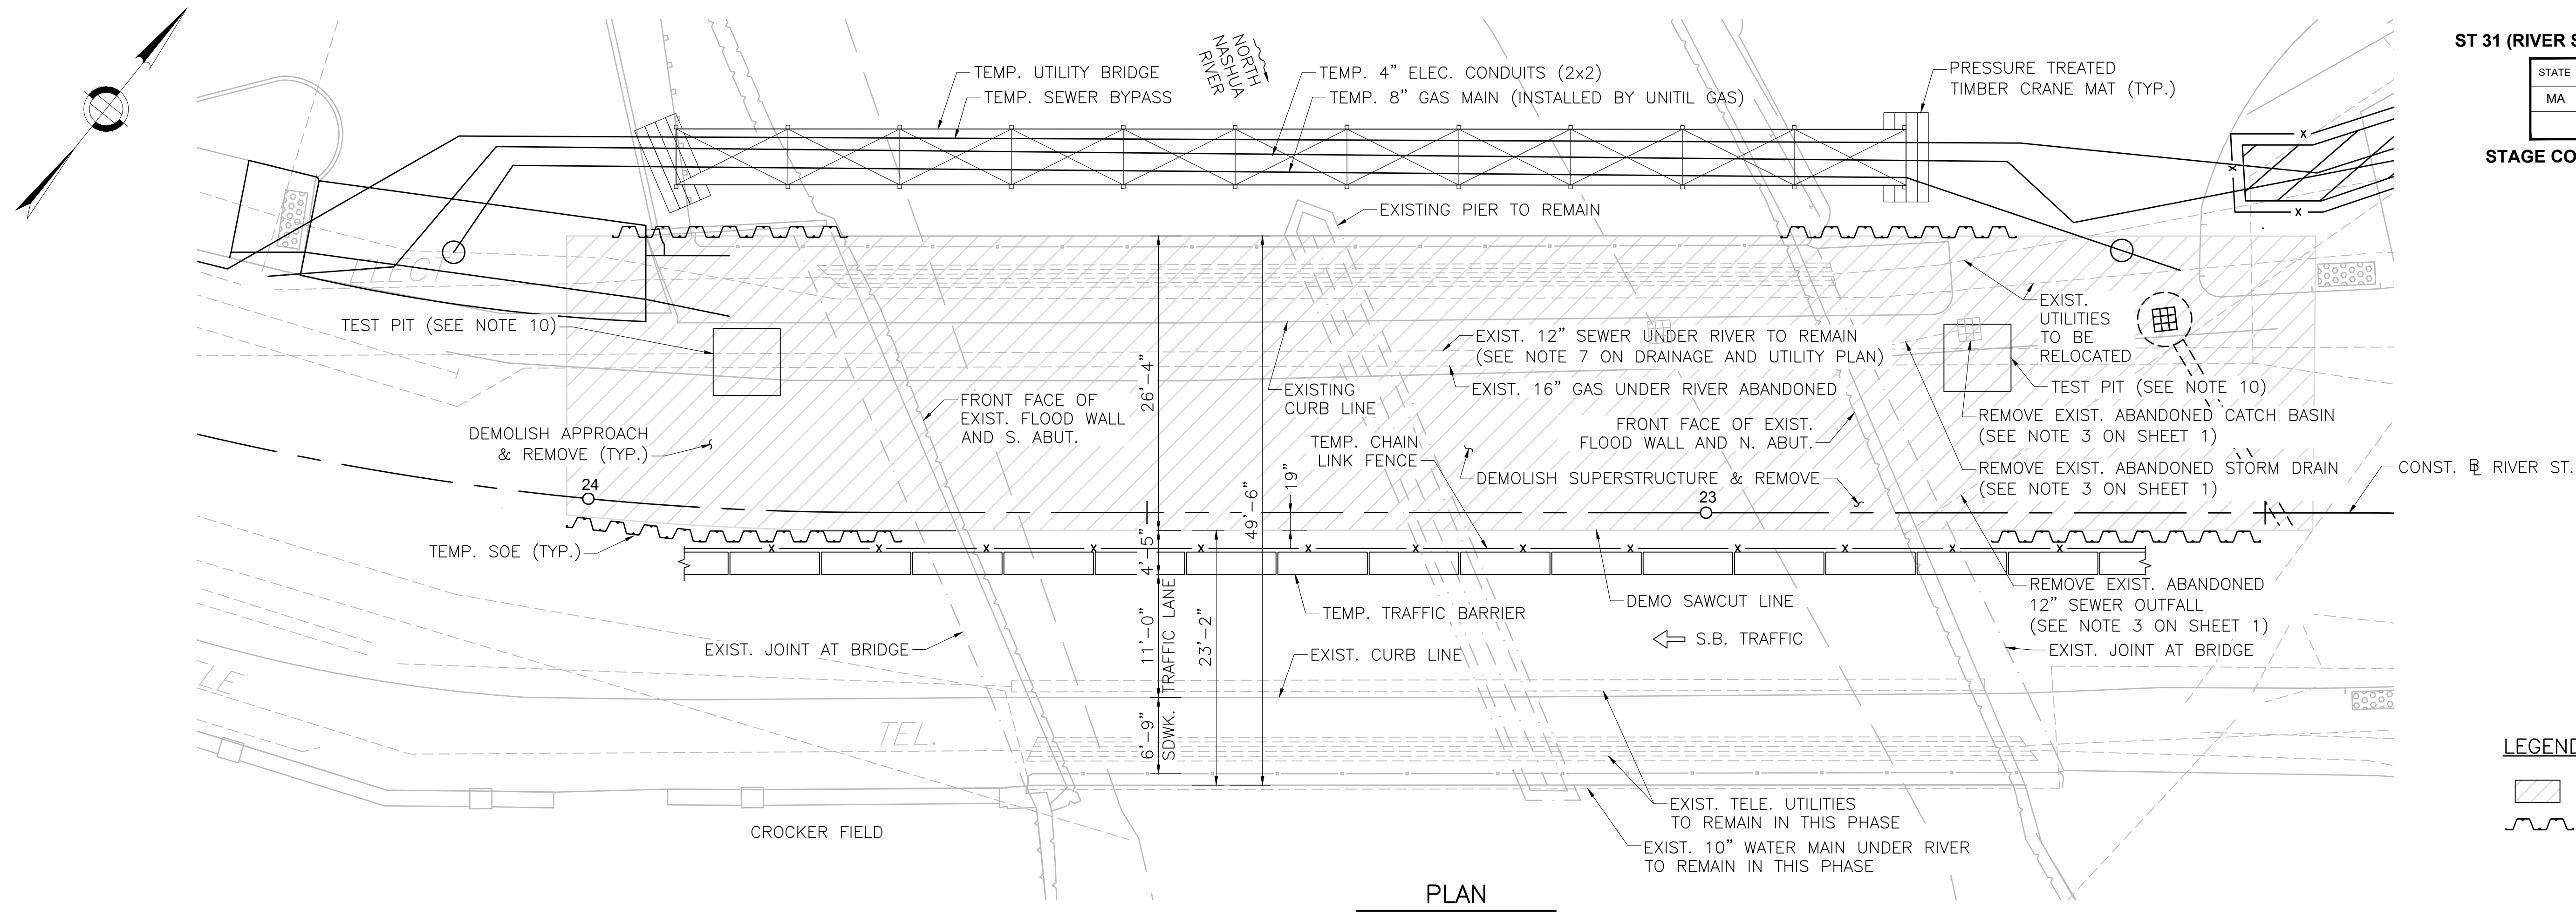 ST 31 (RIVER S
STATE
MA
STAGE CO
NORTH
NASHUA
RIVER
TEMP. UTILITY BRIDGE
TEMP. SEWER BYPASS
TEMP. 4" ELEC. CONDUITS (2x2)
TEMP. 8" GAS MAIN (INSTALLED BY UNITIL GAS)
PRESSURE TREATED
TIMBER CRANE MAT (TYP.)
EXISTING PIER TO REMAIN
ELEC.
TEST PIT (SEE NOTE 10)
EXIST.
UTILITIES
TO BE
RELOCATED
EXIST. 12" SEWER UNDER RIVER TO REMAIN
(SEE NOTE 7 ON DRAINAGE AND UTILITY PLAN)
EXIST. 16" GAS UNDER RIVER ABANDONED
EXISTING
CURB LINE
TEST PIT (SEE NOTE 10)
26'-4"
FRONT FACE OF
EXIST. FLOOD WALL
AND S. ABUT.
FRONT FACE OF EXIST.
FLOOD WALL AND N. ABUT.
REMOVE EXIST. ABANDONED CATCH BASIN
(SEE NOTE 3 ON SHEET 1)
DEMOLISH APPROACH
& REMOVE (TYP.)
TEMP. CHAIN
LINK FENCE
DEMOLISH SUPERSTRUCTURE & REMOVE
REMOVE EXIST. ABANDONED STORM DRAIN
(SEE NOTE 3 ON SHEET 1)
CONST. BL RIVER ST.
24
23
19"
49'-6"
4'-5"
TEMP. SOE (TYP.)
X X X X X X X X X X X X X
REMOVE EXIST. ABANDONED
12" SEWER OUTFALL
(SEE NOTE 3 ON SHEET 1)
TEMP. TRAFFIC BARRIER
DEMO SAWCUT LINE
11'-0"
TRAFFIC LANE
23'-2"
S.B. TRAFFIC
EXIST. JOINT AT BRIDGE
EXIST. CURB LINE
EXIST. JOINT AT BRIDGE
LE
TEL.
6'-9"
SDWK.
EXIST. TELE. UTILITIES
TO REMAIN IN THIS PHASE
EXIST. 10" WATER MAIN UNDER RIVER
TO REMAIN IN THIS PHASE
CROCKER FIELD
LEGEND
PLAN